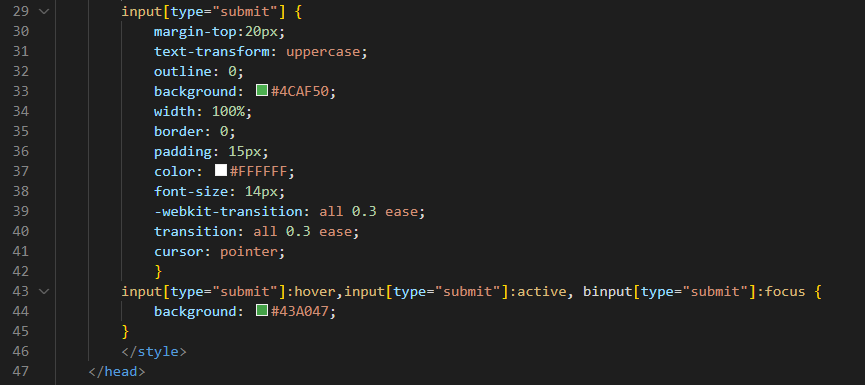 29 input[type="submit"] {
30 margin-top:20px;
31 text-transform: uppercase;
32 outline: 0;
33 background: #4CAF50;
34 width: 100%;
35 border: 0;
36 padding: 15px;
37 color: #FFFFFF;
38 font-size: 14px;
39 -webkit-transition: all 0.3 ease;
40 transition: all 0.3 ease;
41 cursor: pointer;
42 }
43 input[type="submit"]:hover,input[type="submit"]:active, binput[type="submit"]:focus {
44 background: #43A047;
45 }
46 </style>
47 </head>